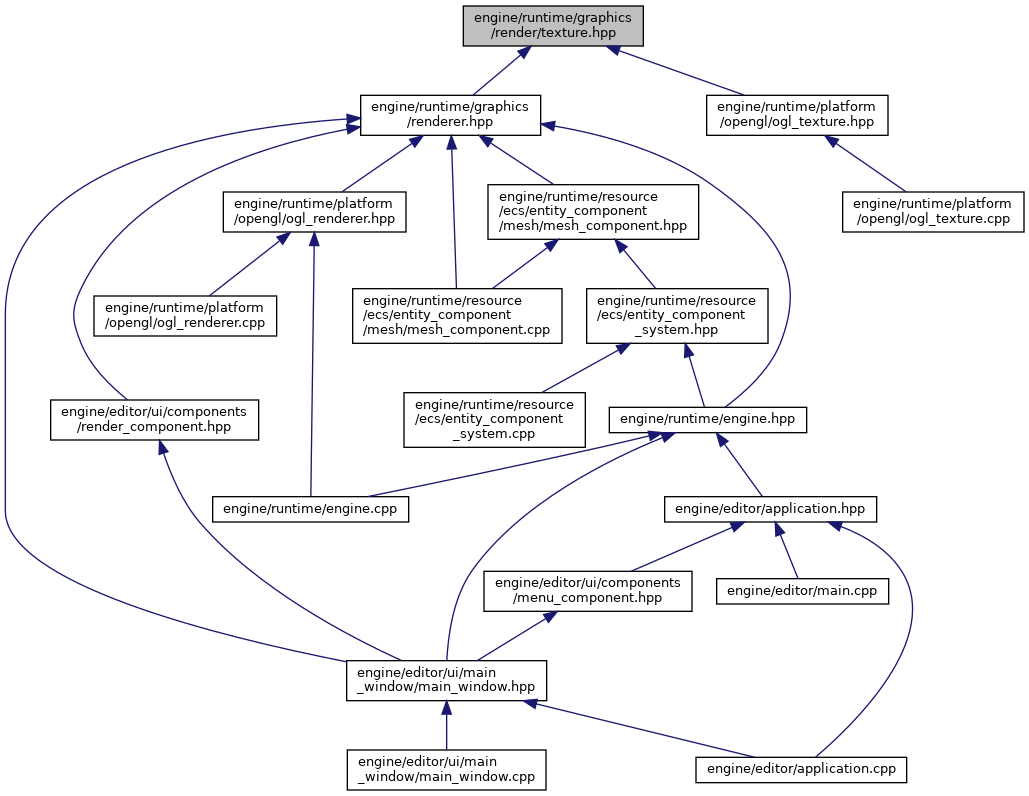 engine/runtime/graphics
/render/texture.hpp
engine/runtime/graphics
/renderer.hpp
engine/runtime/platform
/opengl/ogl_texture.hpp
engine/runtime/platform
/opengl/ogl_renderer.hpp
engine/runtime/resource
/ecs/entity_component
/mesh/mesh_component.hpp
engine/runtime/platform
/opengl/ogl_texture.cpp
engine/runtime/platform
/opengl/ogl_renderer.cpp
engine/runtime/resource
/ecs/entity_component
/mesh/mesh_component.cpp
engine/runtime/resource
/ecs/entity_component
_system.hpp
engine/editor/ui/components
/render_component.hpp
engine/runtime/resource
/ecs/entity_component
_system.cpp
engine/runtime/engine.hpp
engine/runtime/engine.cpp
engine/editor/application.hpp
engine/editor/ui/components
/menu_component.hpp
engine/editor/main.cpp
engine/editor/ui/main
_window/main_window.hpp
engine/editor/ui/main
_window/main_window.cpp
engine/editor/application.cpp